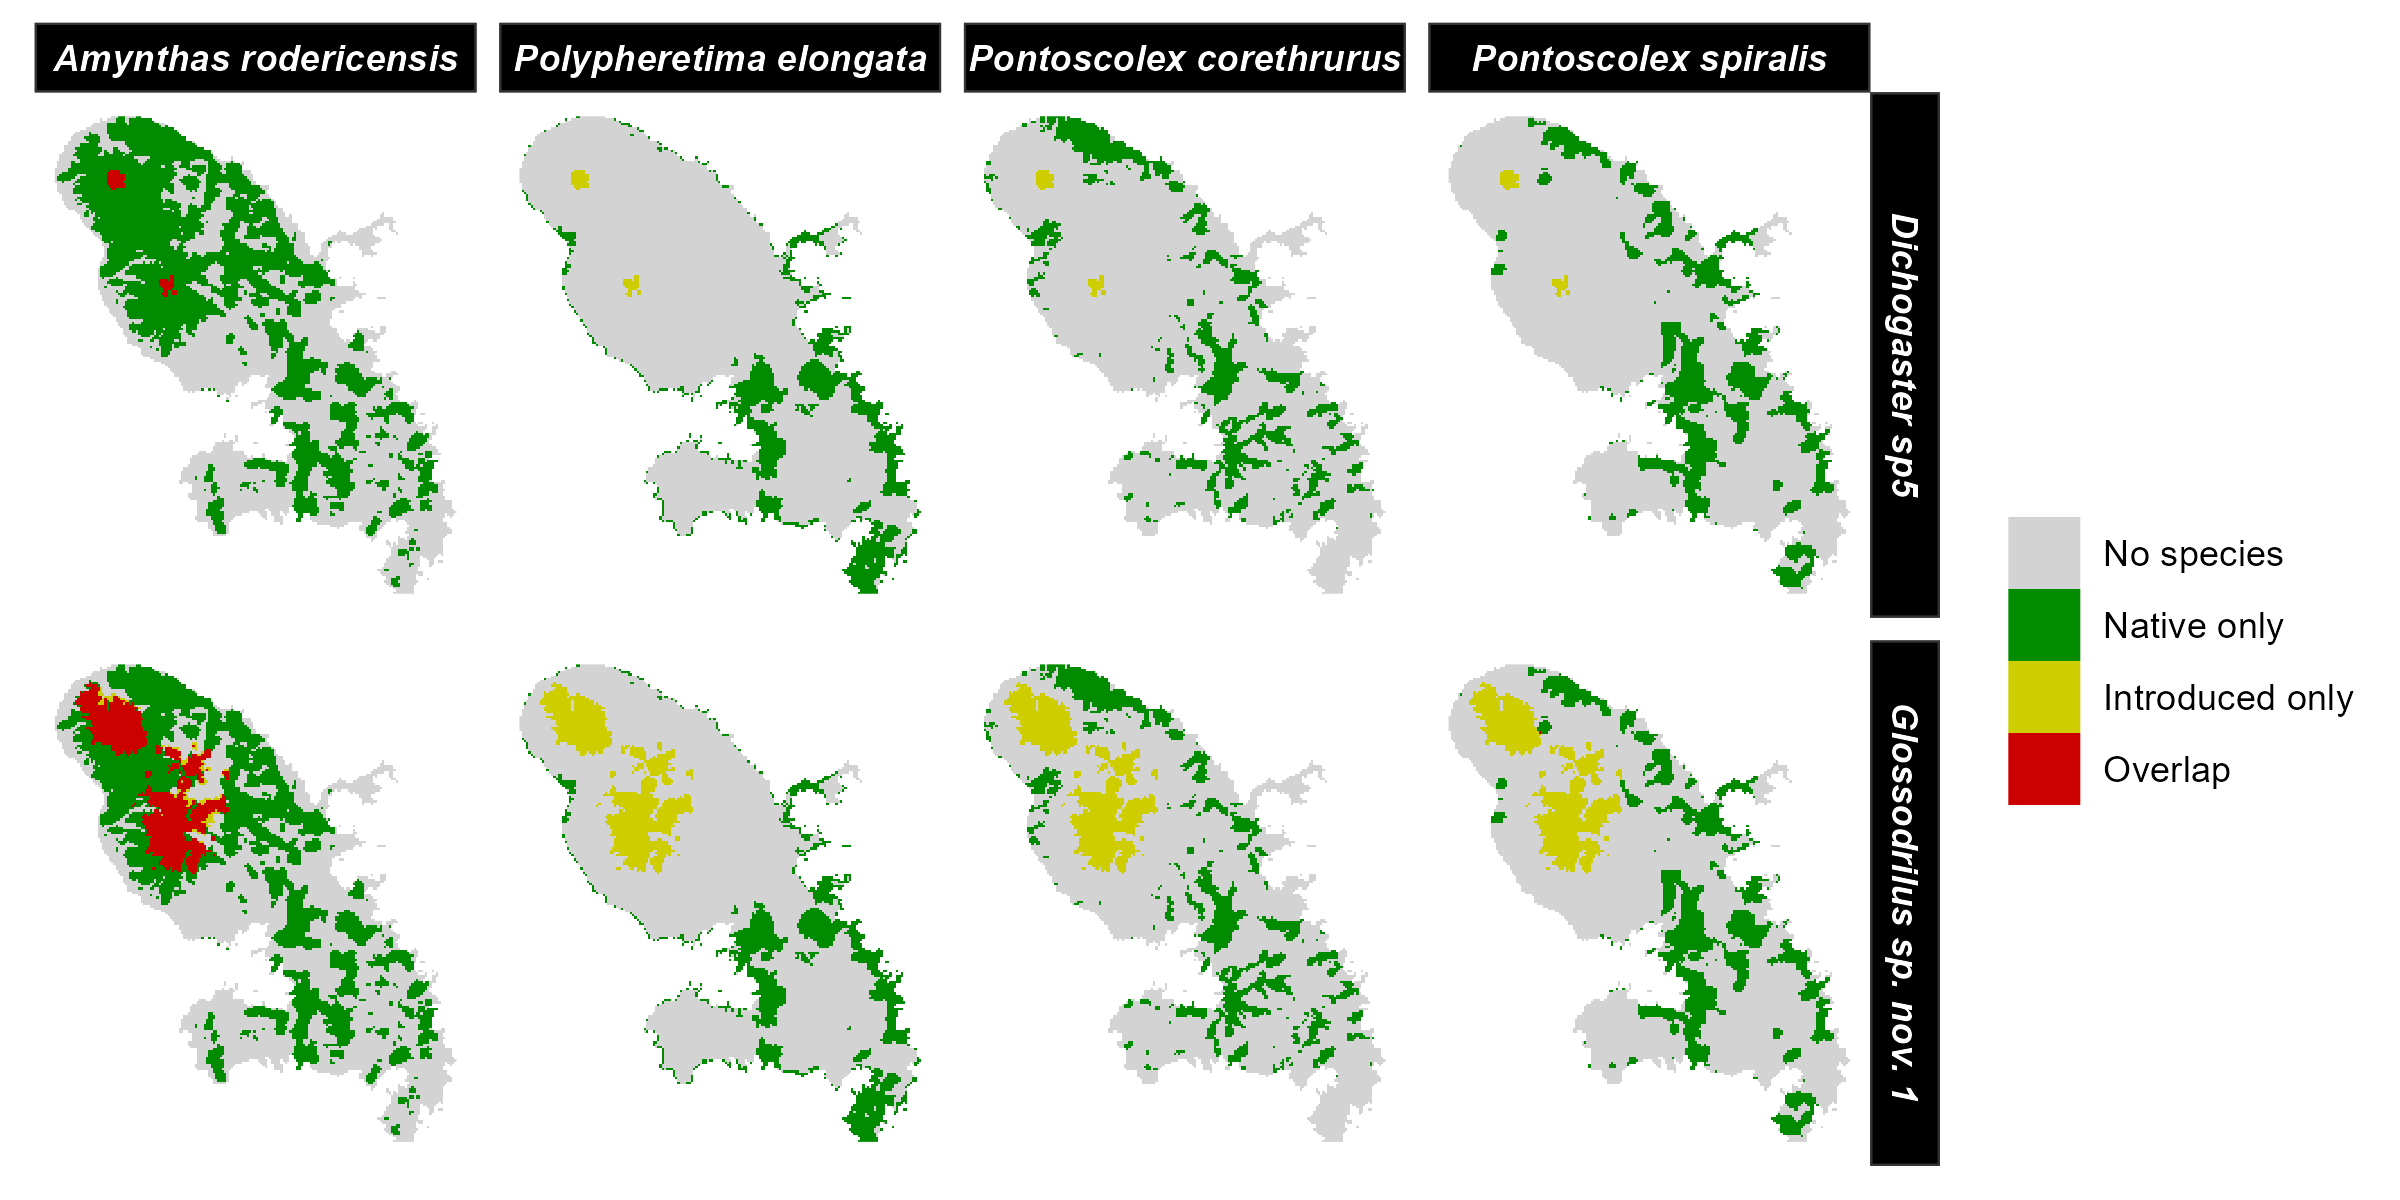 Amynthas rodericensis
Polypheretima elongata
Pontoscolex corethrurus
Pontoscolex spiralis
Dichogaster sp5
Glossodrilus sp. nov. 1
No species
Native only
Introduced only
Overlap